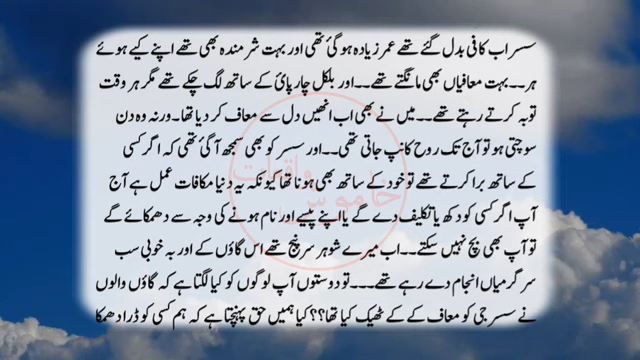 سسر اب کافی بدل گئے تھے عمر زیادہ ہو گئ تھی اور بہت شرمندہ بھی تھے اپنے کیے ہوئے
ہر۔۔ بہت معافیاں بھی مانگتے تھے۔۔ اور بلکل چارپائ کے ساتھ لگ چکے تھے مگر ہر وقت
توبہ کرتے رہتے تھے۔۔ میں نے بھی اب انھیں دل سے معاف کر دیا تھا۔ ورنہ وہ دن
سوچتی ہو تو آج تک روح کانپ جاتی تھی۔۔ اور سسر کو بھی سمجھ آگئ تھی کہ اگر کسی
کے ساتھ برا کرتے تھے تو خود کے ساتھ بھی ہونا تھا کیونکہ یہ دنیا مکافات عمل ہے آج
آپ اگر کسی کو دکھ یا تکلیف دے گے یا اپنے پیسے اور نام ہونے کی وجہ سے دھمکائے گے
تو آپ بھی بچ نہیں سکتے۔۔ اب میرے شوہر سرپنچ تھے اس گاؤں کے اور بہ خوبی سب
سرگرمیاں انجام دے رہے تھے۔۔۔ تو دوستوں آپ لوگوں کو کیا لگتا ہے کہ گاؤں والوں
نے سسر جی کو معاف کے کے ٹھیک کیا تھا؟؟ کیا ہمیں حق پہنچتا ہے کہ ہم کسی کو ڈرا دھمکا